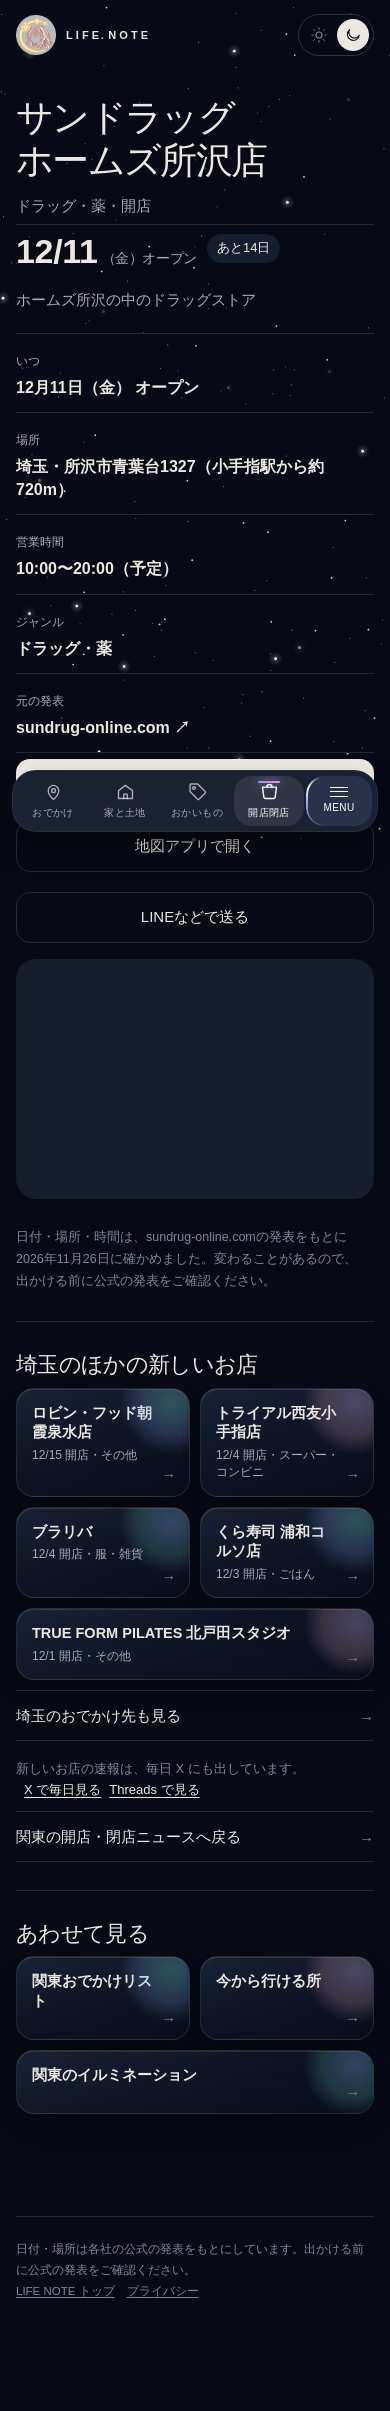 LIFE NOTE
サンドラッグ
ホームズ所沢店
ドラッグ・薬・開店
12/11（金）オープン あと14日
ホームズ所沢の中のドラッグストア
いつ
12月11日（金） オープン
場所
埼玉・所沢市青葉台1327（小手指駅から約
720m）
営業時間
10:00〜20:00（予定）
ジャンル
ドラッグ・薬
元の発表
sundrug-online.com ↗
おでかけ 家と土地 おかいもの 開店閉店 MENU
地図アプリで開く
LINEなどで送る
日付・場所・時間は、sundrug-online.comの発表をもとに
2026年11月26日に確かめました。変わることがあるので、
出かける前に公式の発表をご確認ください。
埼玉のほかの新しいお店
ロビン・フッド朝
霞泉水店
12/15 開店・その他
→
トライアル西友小
手指店
12/4 開店・スーパー・
コンビニ
→
ブラリバ
12/4 開店・服・雑貨
→
くら寿司 浦和コ
ルソ店
12/3 開店・ごはん
→
TRUE FORM PILATES 北戸田スタジオ
12/1 開店・その他
→
埼玉のおでかけ先も見る →
新しいお店の速報は、毎日 X にも出しています。
X で毎日見る Threads で見る
関東の開店・閉店ニュースへ戻る →
あわせて見る
関東おでかけリス
ト
→
今から行ける所
→
関東のイルミネーション
→
日付・場所は各社の公式の発表をもとにしています。出かける前
に公式の発表をご確認ください。
LIFE NOTE トップ プライバシー